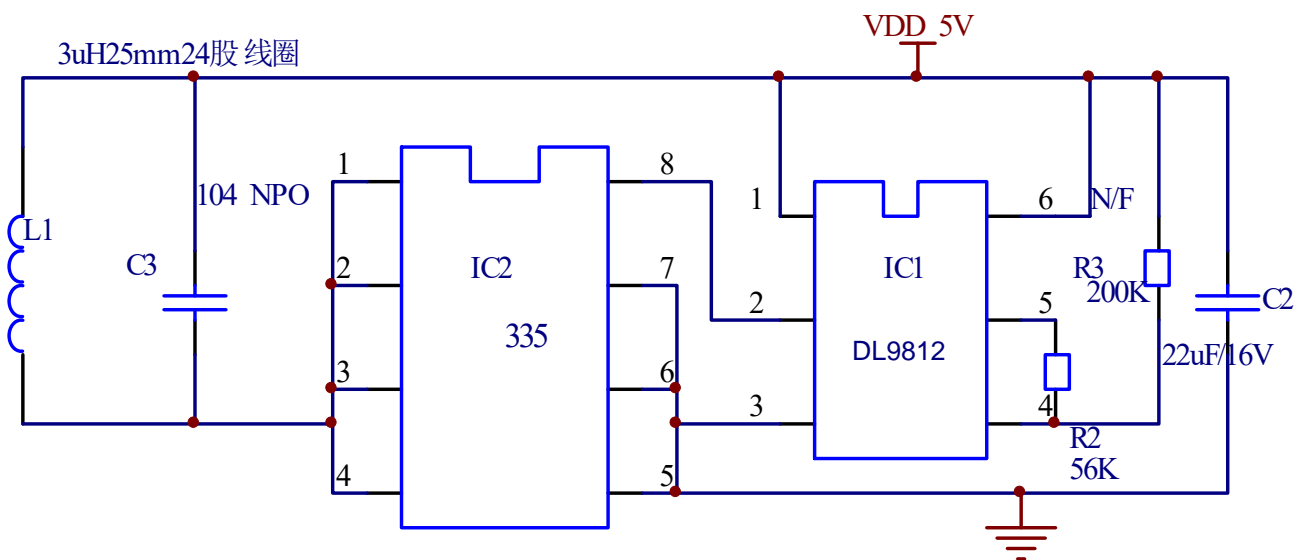 VDD 5V
3uH25mm24股 线圈
1
8
104 NPO
1
6
N/F
L1
C3
2
IC2
7
IC1
R3
200K
2
5
C2
335
DL9812
22uF/16V
3
6
3
4
R2
56K
4
5